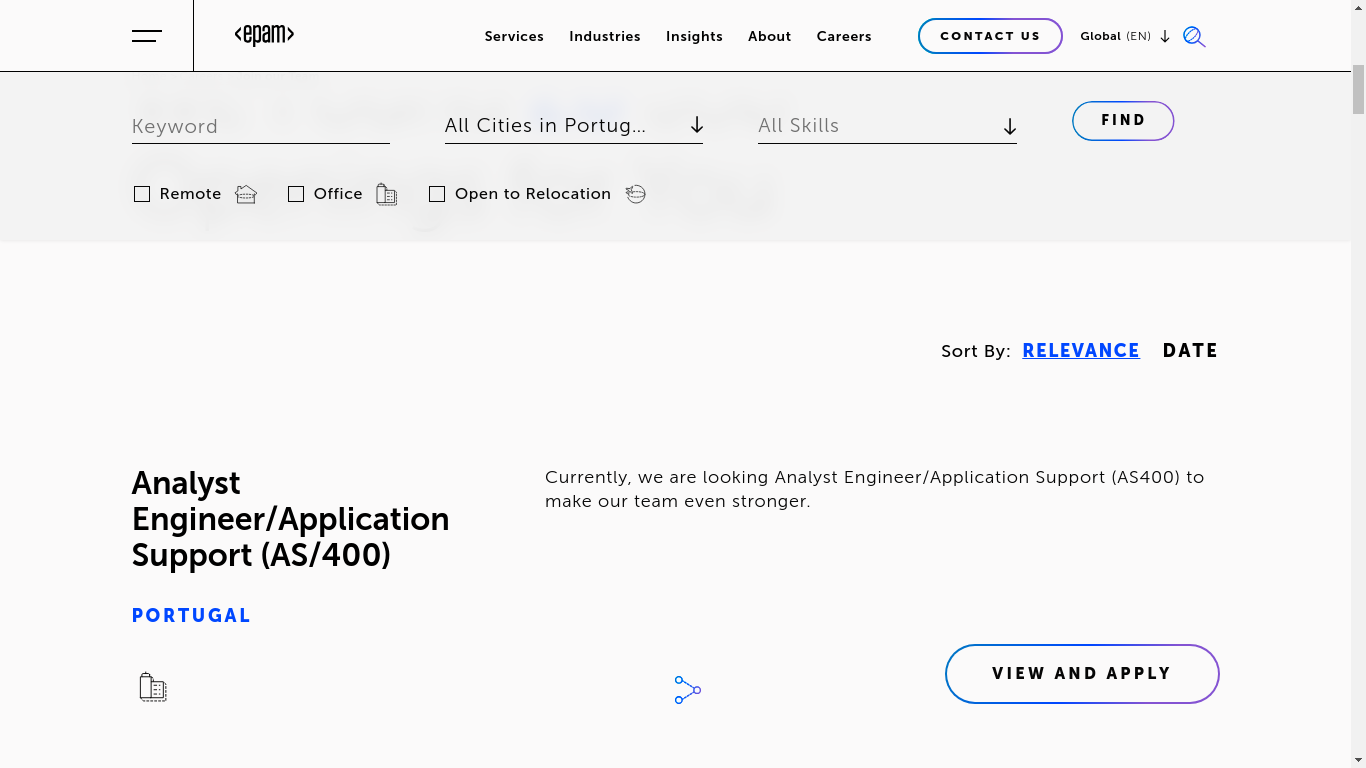 <epam>
Services Industries Insights About Careers CONTACT US Global (EN)
Keyword All Cities in Portug... All Skills FIND
Remote Office Open to Relocation
Sort By: RELEVANCE DATE
Analyst
Engineer/Application
Support (AS/400)
Currently, we are looking Analyst Engineer/Application Support (AS400) to
make our team even stronger.
PORTUGAL
VIEW AND APPLY